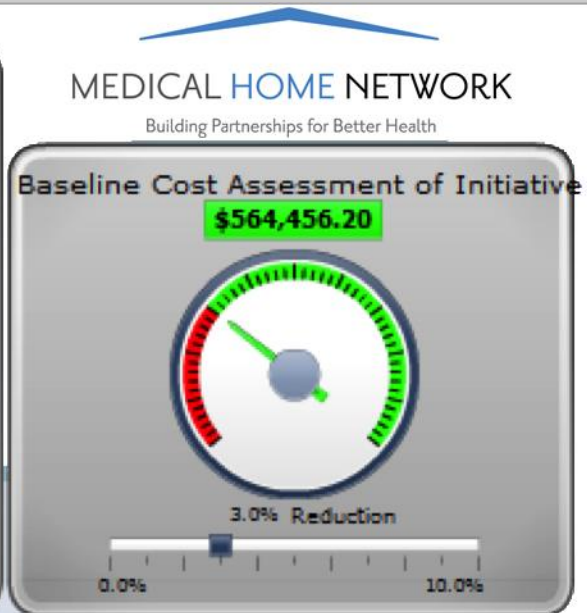 MEDICAL HOME NETWORK
Building Partnerships for Better Health
Baseline Cost Assessment of Initiative
$564,456.20
3.0% Reduction
0.0% 10.0%